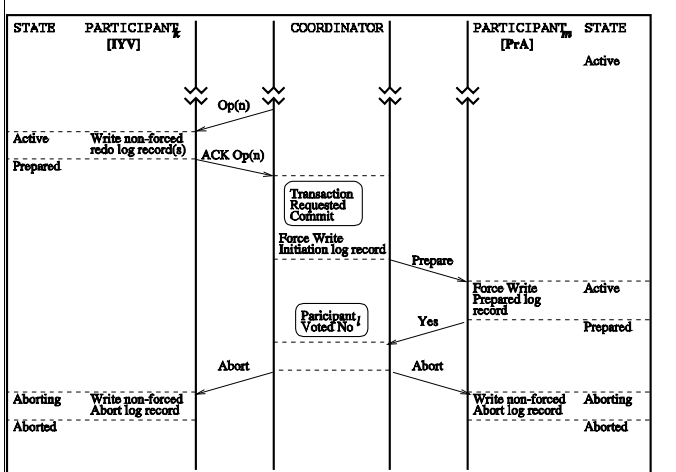 STATE PARTICIPANTk COORDINATOR PARTICIPANTm STATE
[IYV] [PrA]
Active
Op(n)
Active Write non-forced
redo log record(s)
ACK Op(n)
Prepared
Transaction
Requested
Commit
Force Write
Initiation log record
Prepare
Force Write Active
Prepared log
record
Paricipant l
Voted No
Yes
Prepared
Abort Abort
Aborting Write non-forced Write non-forced Aborting
Abort log record Abort log record
Aborted Aborted